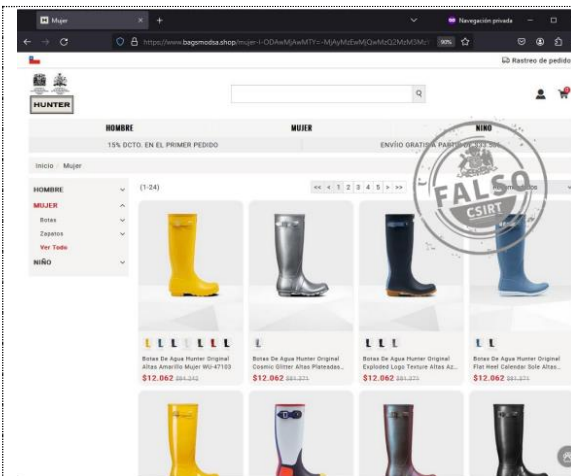 Mujer
Navegación privada
https://www.bagsmodsa.shop/mujer-i-
90%
Rastreo de pedido
HUNTER
HOMBRE
MUJER
NIÑO
15% DCTO. EN EL PRIMER PEDIDO
ENVÍO GRATIS A PARTIR DE
FALSO
CSIRT
Inicio / Mujer
HOMBRE
MUJER
Botas
Zapatos
Ver Todo
NIÑO
(1-24)
<< < 1 2 3 4 5 > >>
Botas De Agua Hunter Original
Altas Amarillo Mujer WU-47103
$12.062
Botas De Agua Hunter Original
Cosmic Glitter Altas Plateadas...
$12.062
Botas De Agua Hunter Original
Exploded Logo Texture Altas Az...
$12.062
Botas De Agua Hunter Original
Flat Heel Calendar Sole Altas...
$12.062